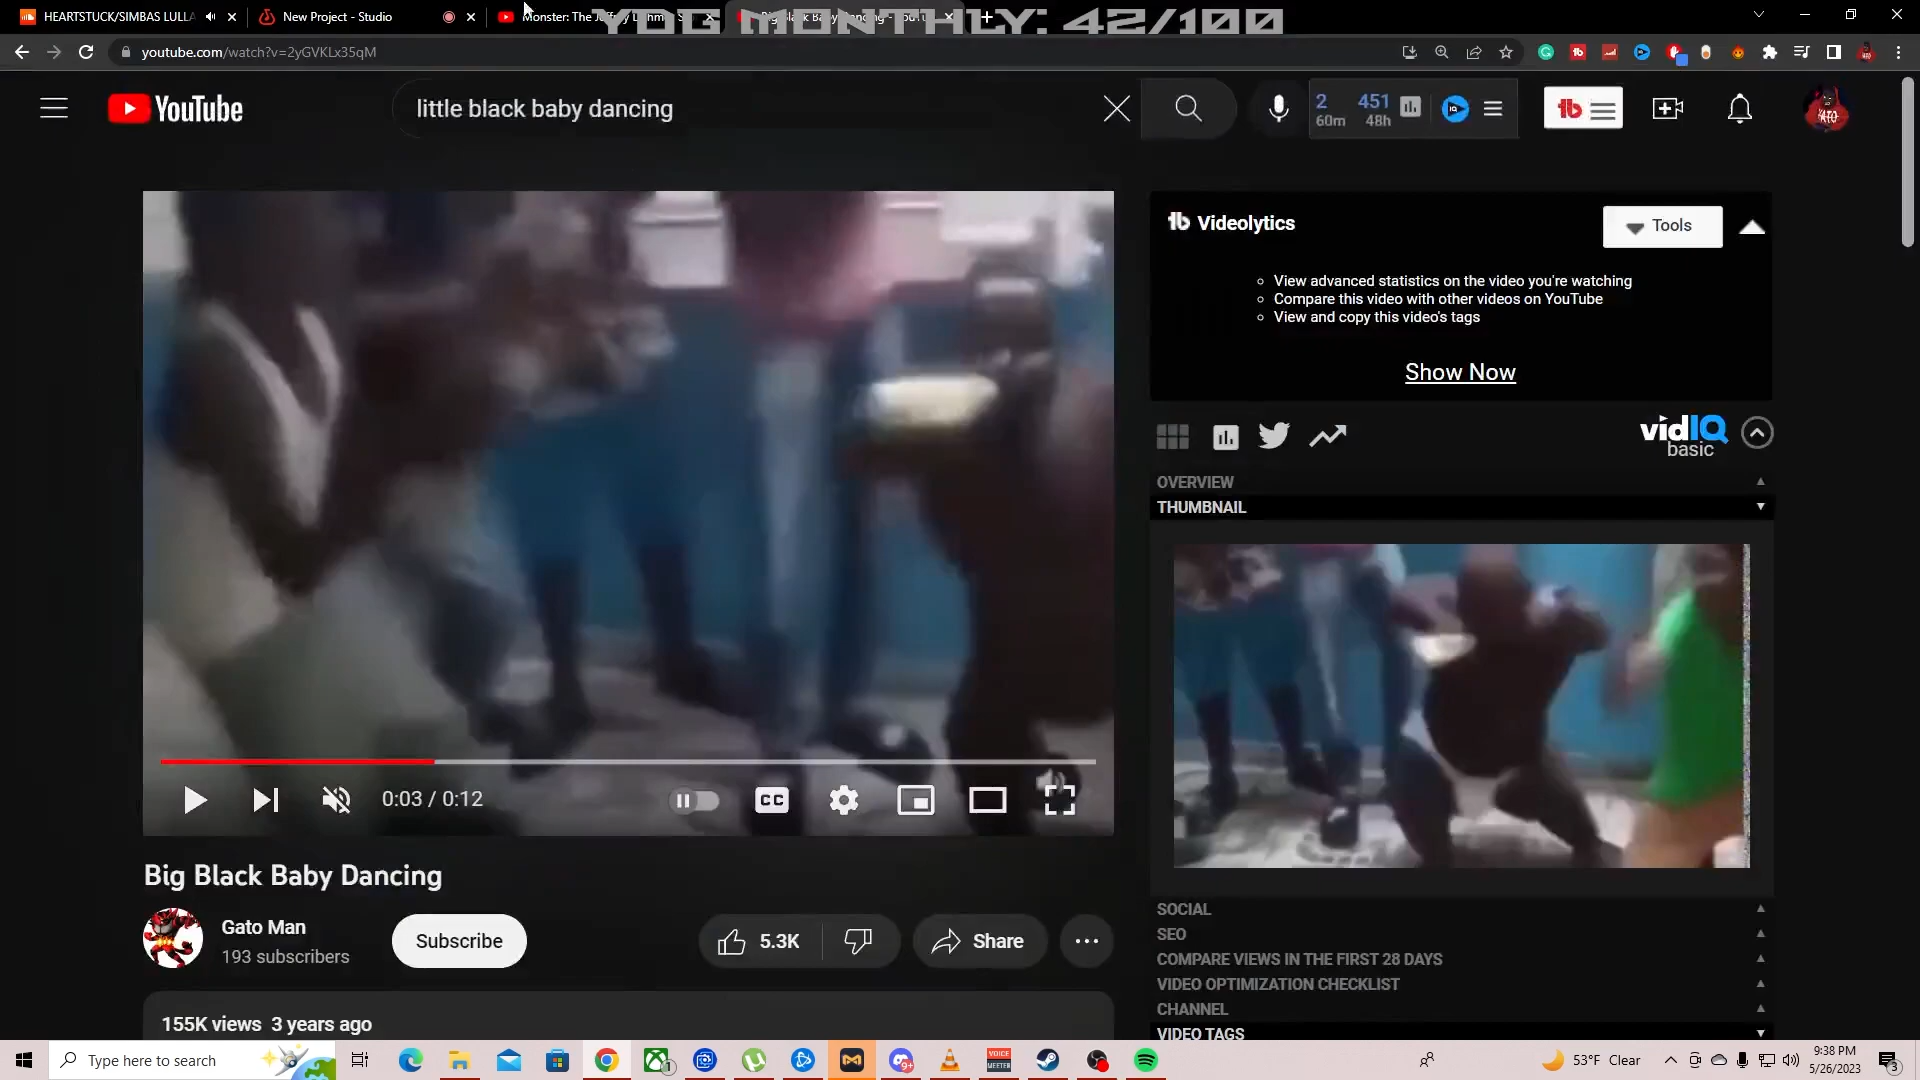 HEARTSTUCK/SIMBAS LULLA
New Project - Studio
YDG MONTHLY: 42/100
youtube.com/watch?v=2yGVKLx35qM
YouTube
little black baby dancing
2
60m
451
48h
Videolytics
Tools
View advanced statistics on the video you're watching
Compare this video with other videos on YouTube
View and copy this video's tags
Show Now
vidIQ
basic
OVERVIEW
THUMBNAIL
0:03 / 0:12
CC
Big Black Baby Dancing
Gato Man
193 subscribers
Subscribe
5.3K
Share
155K views 3 years ago
SOCIAL
SEO
COMPARE VIEWS IN THE FIRST 28 DAYS
VIDEO OPTIMIZATION CHECKLIST
CHANNEL
VIDEO TAGS
Type here to search
53°F Clear
9:38 PM
5/26/2023